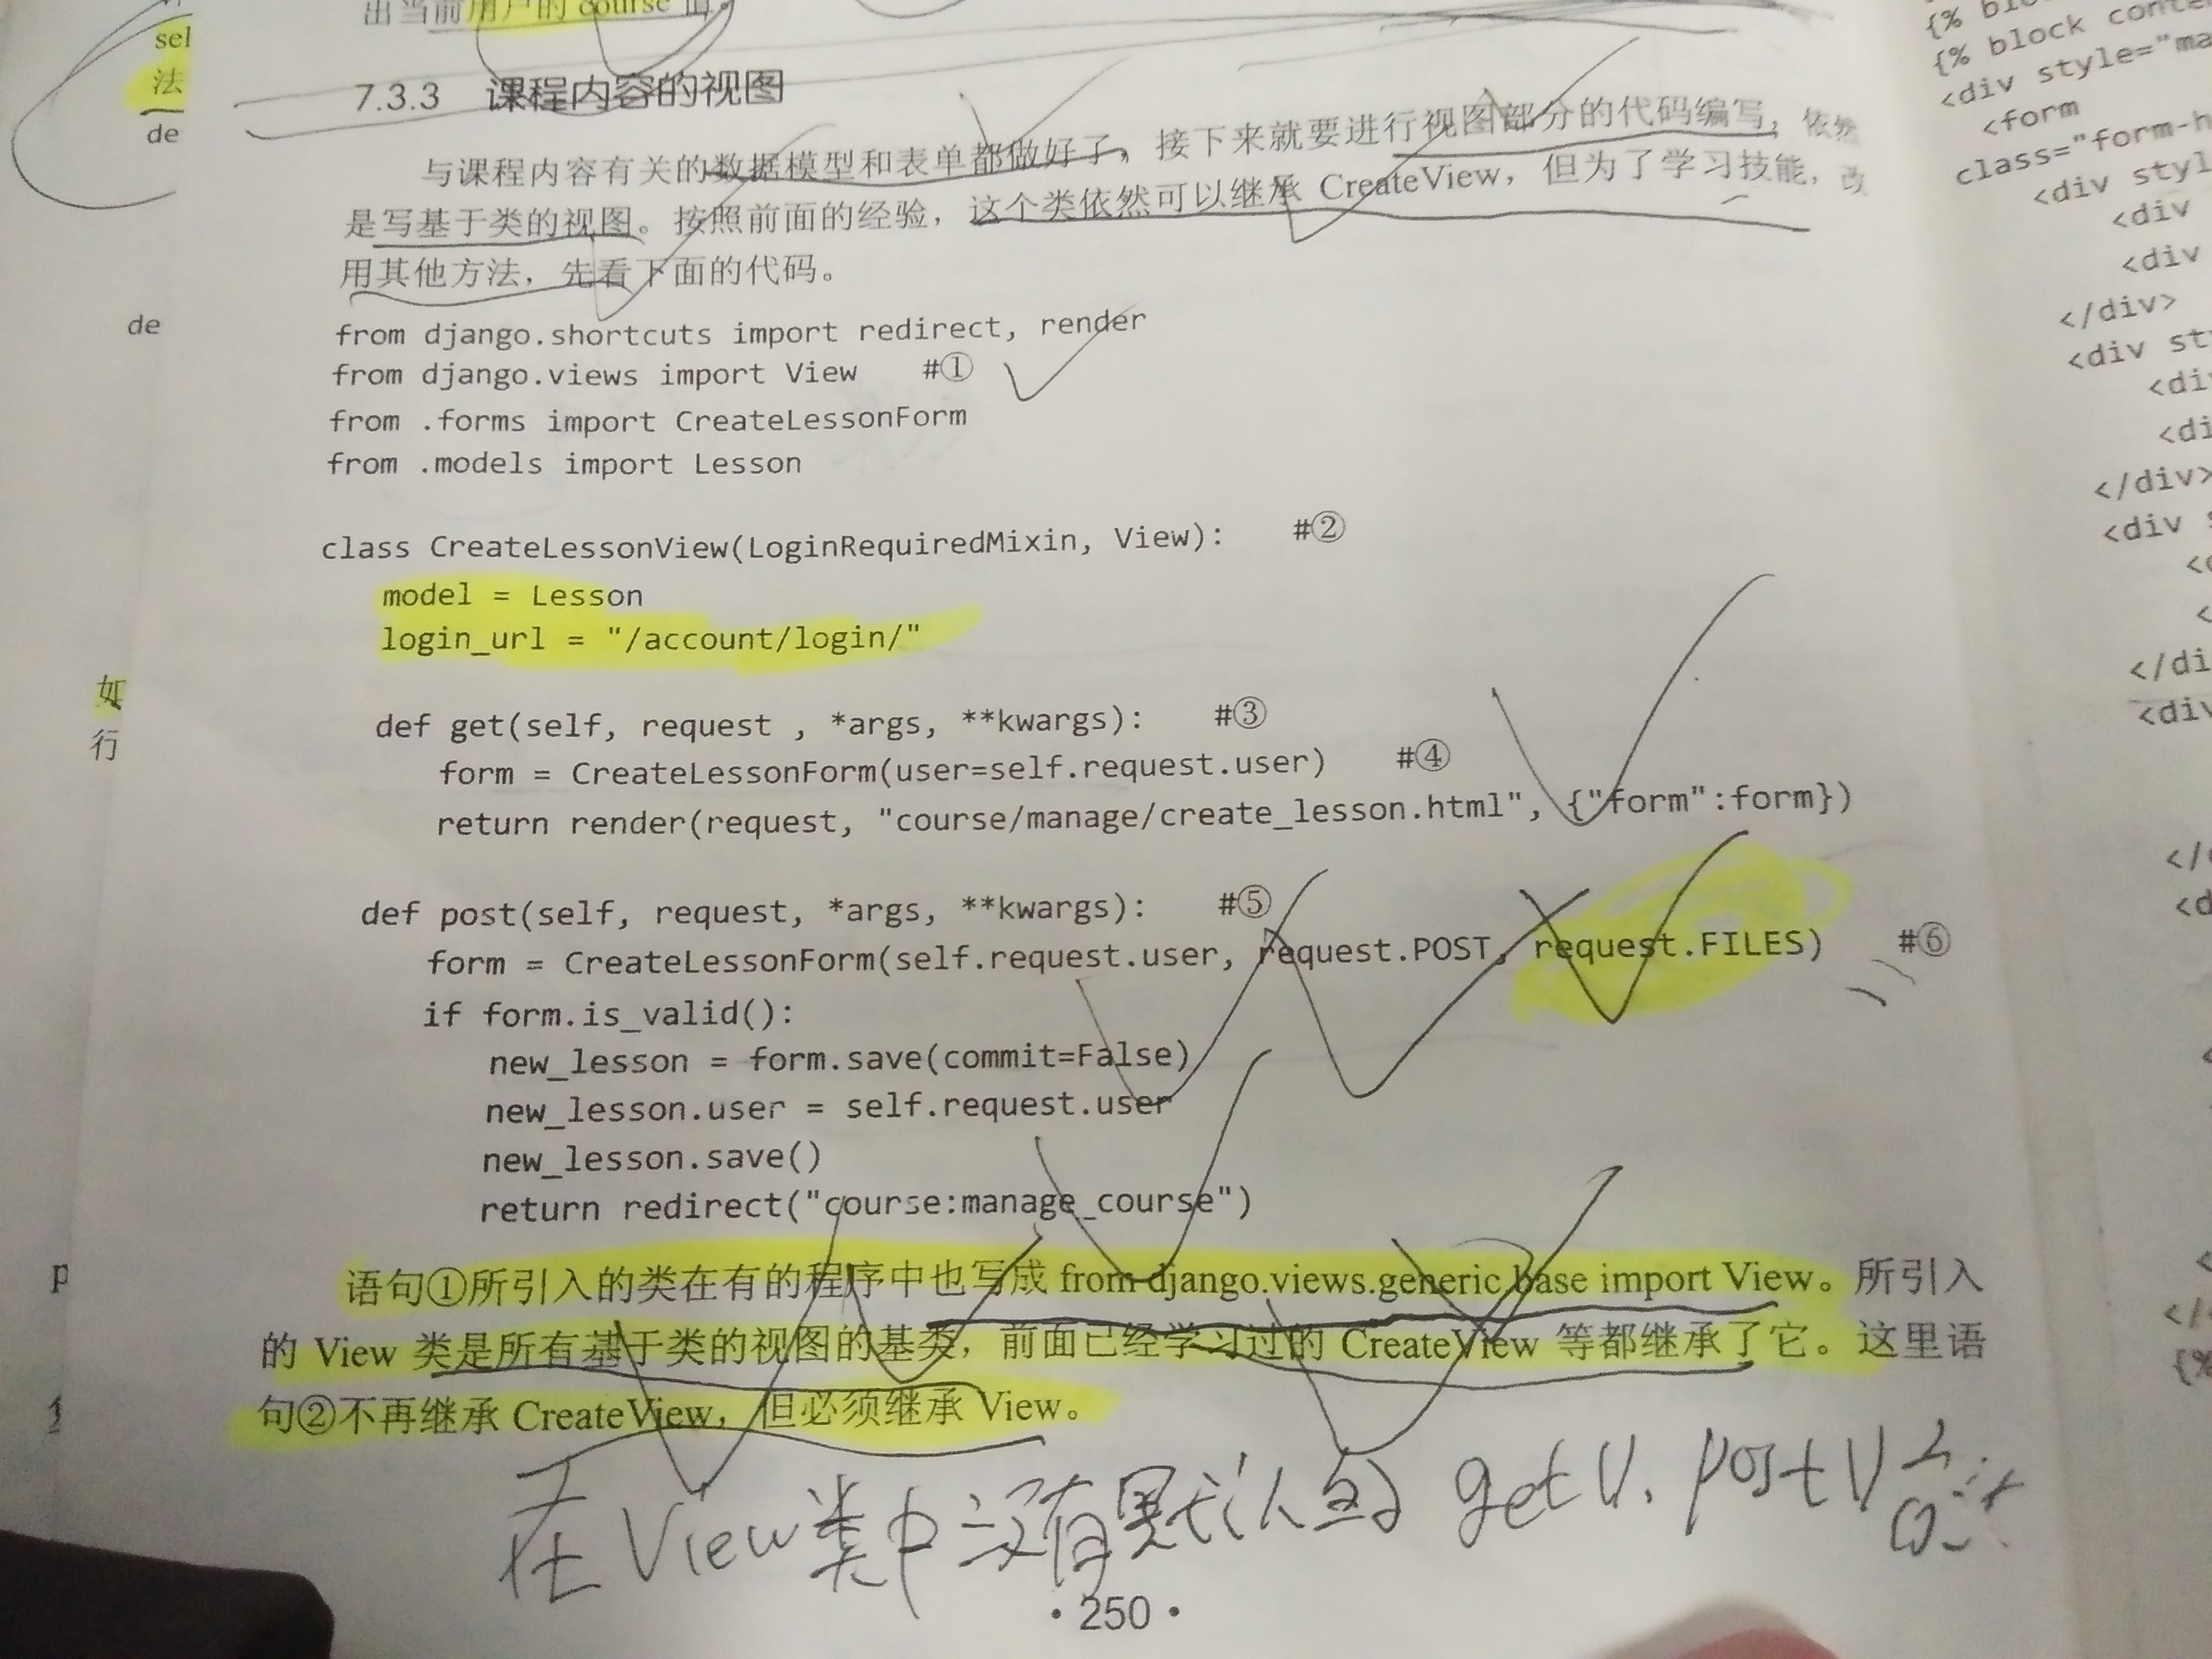 出当前用户的 course 值。
7.3.3 课程内容的视图
与课程内容有关的数据模型和表单都做好了，接下来就要进行视图部分的代码编写，依然
是写基于类的视图。按照前面的经验，这个类依然可以继承 CreateView，但为了学习技能，改
用其他方法，先看下面的代码。
from django.shortcuts import redirect, render
from django.views import View #①
from .forms import CreateLessonForm
from .models import Lesson
class CreateLessonView(LoginRequiredMixin, View): #②
model = Lesson
login_url = "/account/login/"
def get(self, request , *args, **kwargs): #③
form = CreateLessonForm(user=self.request.user) #④
return render(request, "course/manage/create_lesson.html", {"form":form})
def post(self, request, *args, **kwargs): #⑤
form = CreateLessonForm(self.request.user, request.POST, request.FILES) #⑥
if form.is_valid():
new_lesson = form.save(commit=False)
new_lesson.user = self.request.user
new_lesson.save()
return redirect("course:manage_course")
语句①所引入的类在有的程序中也写成 from django.views.generic.base import View。所引入
的 View 类是所有基于类的视图的基类，前面已经学习过的 CreateView 等都继承了它。这里语
句②不再继承 CreateView，但必须继承 View。
在View类中没有默认的 get(), post()
·250·
sel
法
de
de
如
行
{% block conte
<div style="ma
<form
class="form-h
<div styl
<div
<div
</div>
<div st
<div
<di
</div>
<div s
</di
<div
</
<d
</
{%